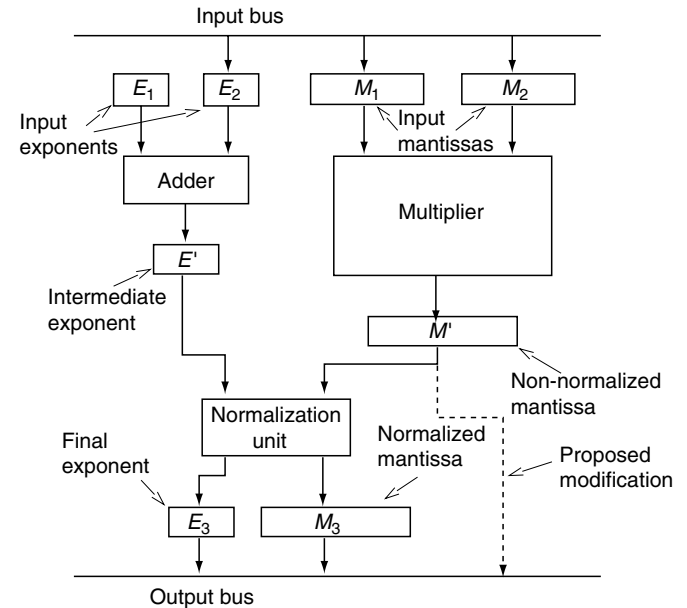 Input bus
E1
E2
M1
M2
Input
exponents
Input
mantissas
Adder
Multiplier
E'
Intermediate
exponent
M'
Non-normalized
mantissa
Normalization
unit
Final
exponent
Normalized
mantissa
Proposed
modification
E3
M3
Output bus